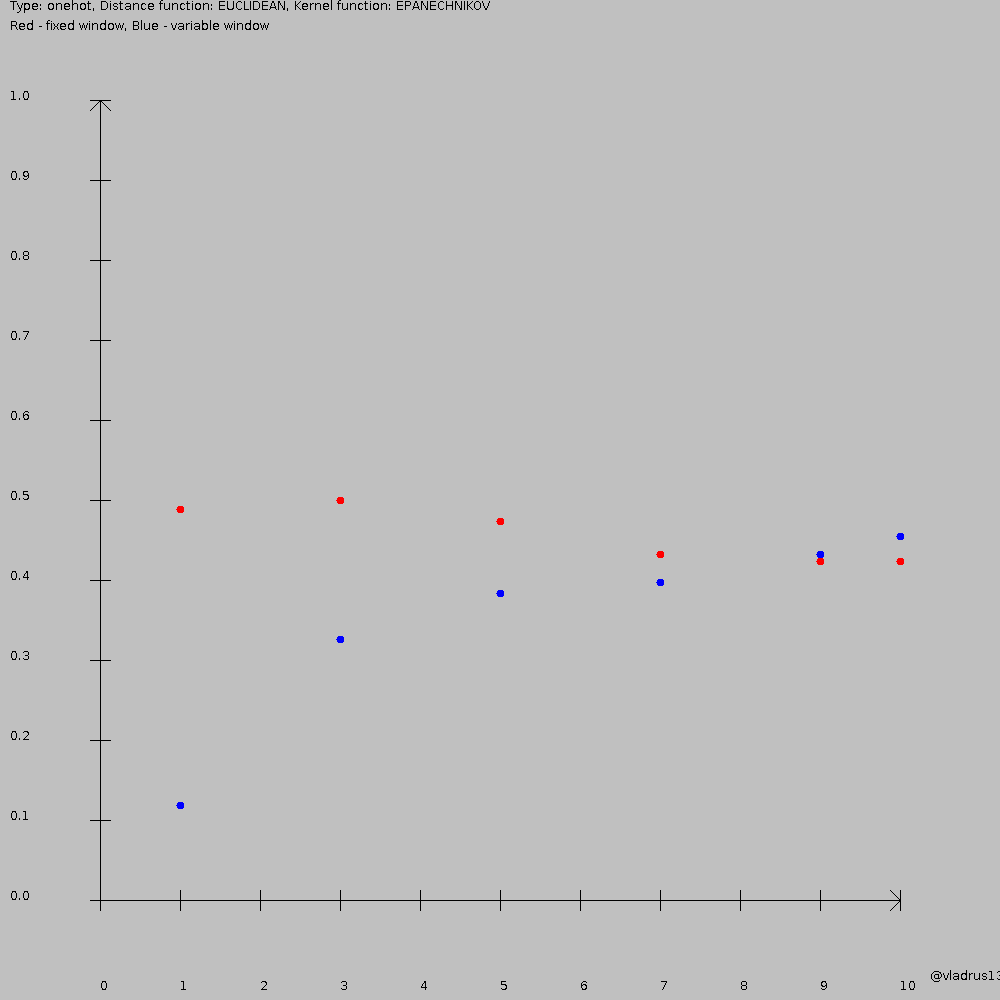 Type: onehot, Distance function: EUCLIDEAN, Kernel function: EPANECHNIKOV
Red - fixed window, Blue - variable window
1.0
0.9
0.8
0.7
0.6
0.5
0.4
0.3
0.2
0.1
0.0
0 1 2 3 4 5 6 7 8 9 10
@vladrus13